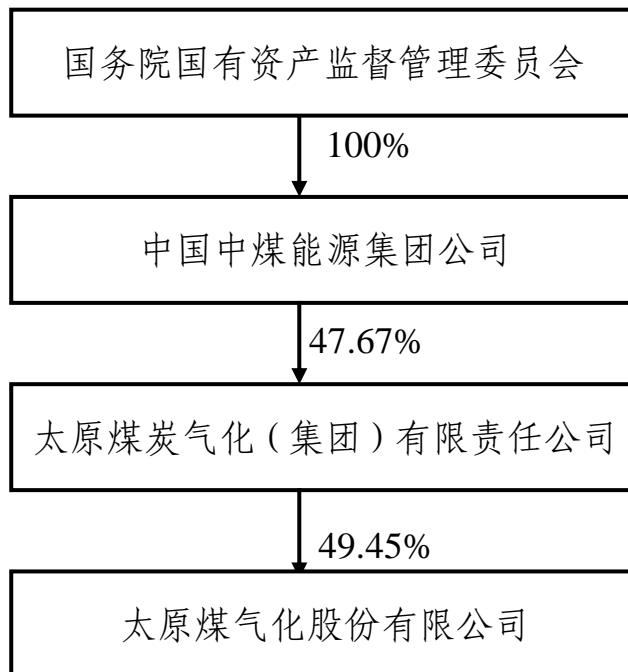 国务院国有资产监督管理委员会
100%
中国中煤能源集团公司
47.67%
太原煤炭气化（集团）有限责任公司
49.45%
太原煤气化股份有限公司